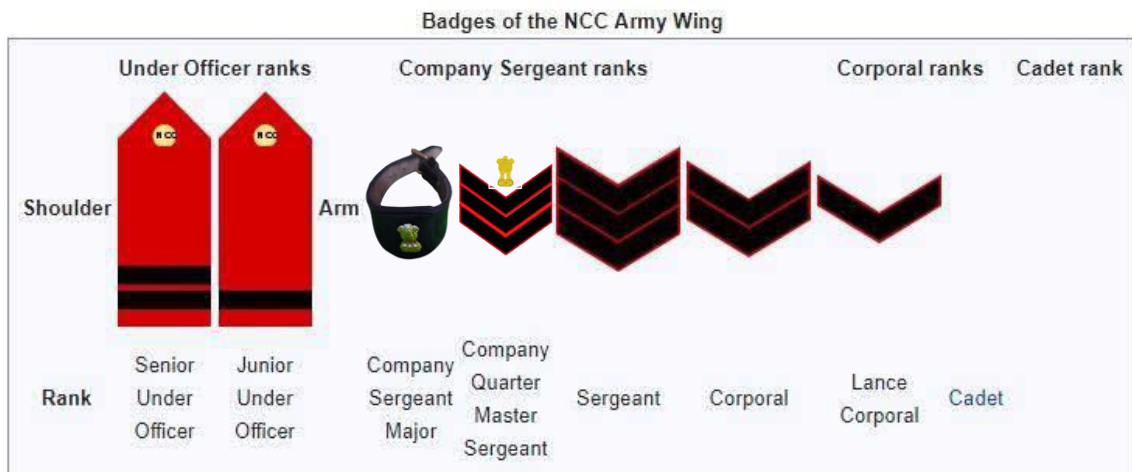 Badges of the NCC Army Wing
Under Officer ranks Company Sergeant ranks Corporal ranks Cadet rank
NCC NCC
Shoulder Arm
Rank
Senior
Under
Officer
Junior
Under
Officer
Company
Sergeant
Major
Company
Quarter
Master
Sergeant
Sergeant
Corporal
Lance
Corporal
Cadet